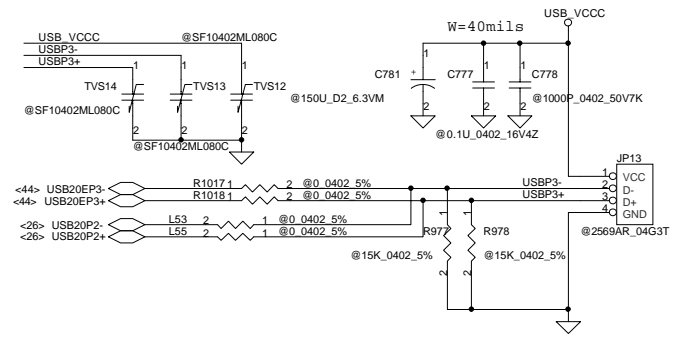 USB_VCCC
W=40mils
USB_VCCC @SF10402ML080C
USBP3-
USBP3+
1 1 1
TVS14 TVS13 TVS12
@SF10402ML080C
2 2 2
@SF10402ML080C
1 1 1
+
C781 C777 C778
@150U_D2_6.3VM
@1000P_0402_50V7K
2 2 2
@0.1U_0402_16V4Z
JP13
1 VCC
2 D-
3 D+
4 GND
@2569AR_04G3T
<44> USB20EP3- R1017 1 2 @0_0402_5% USBP3-
<44> USB20EP3+ R1018 1 2 @0_0402_5% USBP3+
<26> USB20P2- L53 2 1 @0_0402_5%
<26> USB20P2+ L55 2 1 @0_0402_5%
1 1
R977 R978
@15K_0402_5% @15K_0402_5%
2 2